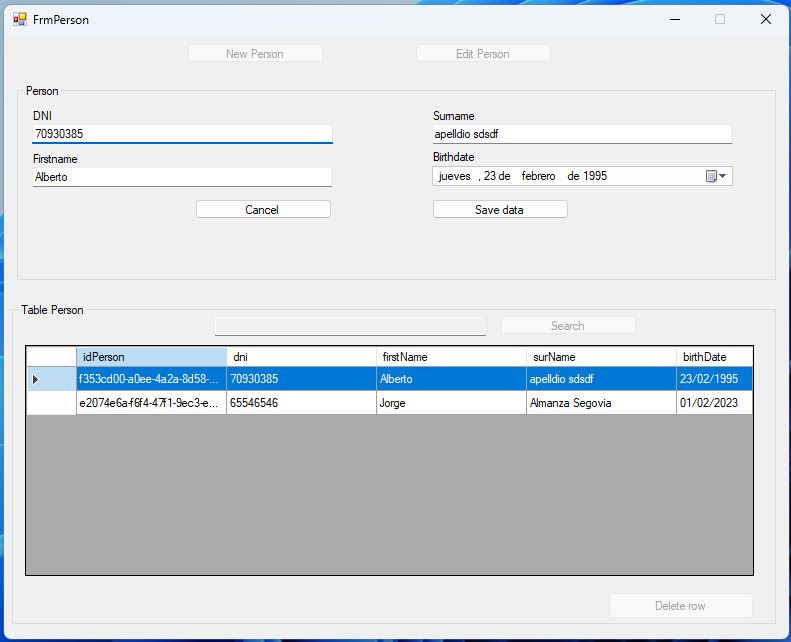 FrmPerson
New Person Edit Person
Person
DNI Surname
70930385 apelldio sdsdf
Firstname Birthdate
Alberto jueves , 23 de febrero de 1995
Cancel Save data
Table Person
Search
idPerson dni firstName surName birthDate
f353cd00-a0ee-4a2a-8d58-... 70930385 Alberto apelldio sdsdf 23/02/1995
e2074e6a-f6f4-47f1-9ec3-e... 65546546 Jorge Almanza Segovia 01/02/2023
Delete row